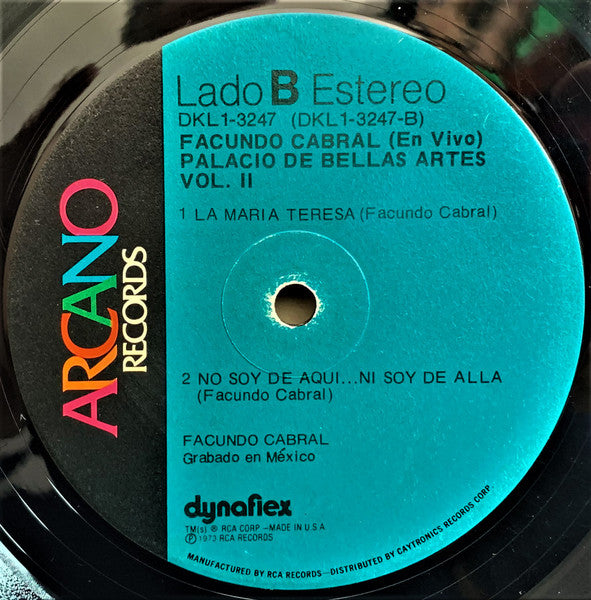 Lado B Estereo
DKL1-3247 (DKL1-3247-B)
FACUNDO CABRAL (En Vivo)
PALACIO DE BELLAS ARTES
VOL. II
1 LA MARIA TERESA (Facundo Cabral)
2 NO SOY DE AQUI...NI SOY DE ALLA
(Facundo Cabral)
FACUNDO CABRAL
Grabado en México
dynaflex
TM(s) ® RCA CORP -MADE IN U.S.A.
Ⓟ 1973 RCA RECORDS
MANUFACTURED BY RCA RECORDS-DISTRIBUTED BY CAYTRONICS RECORDS CORP.
ARCANO
RECORDS